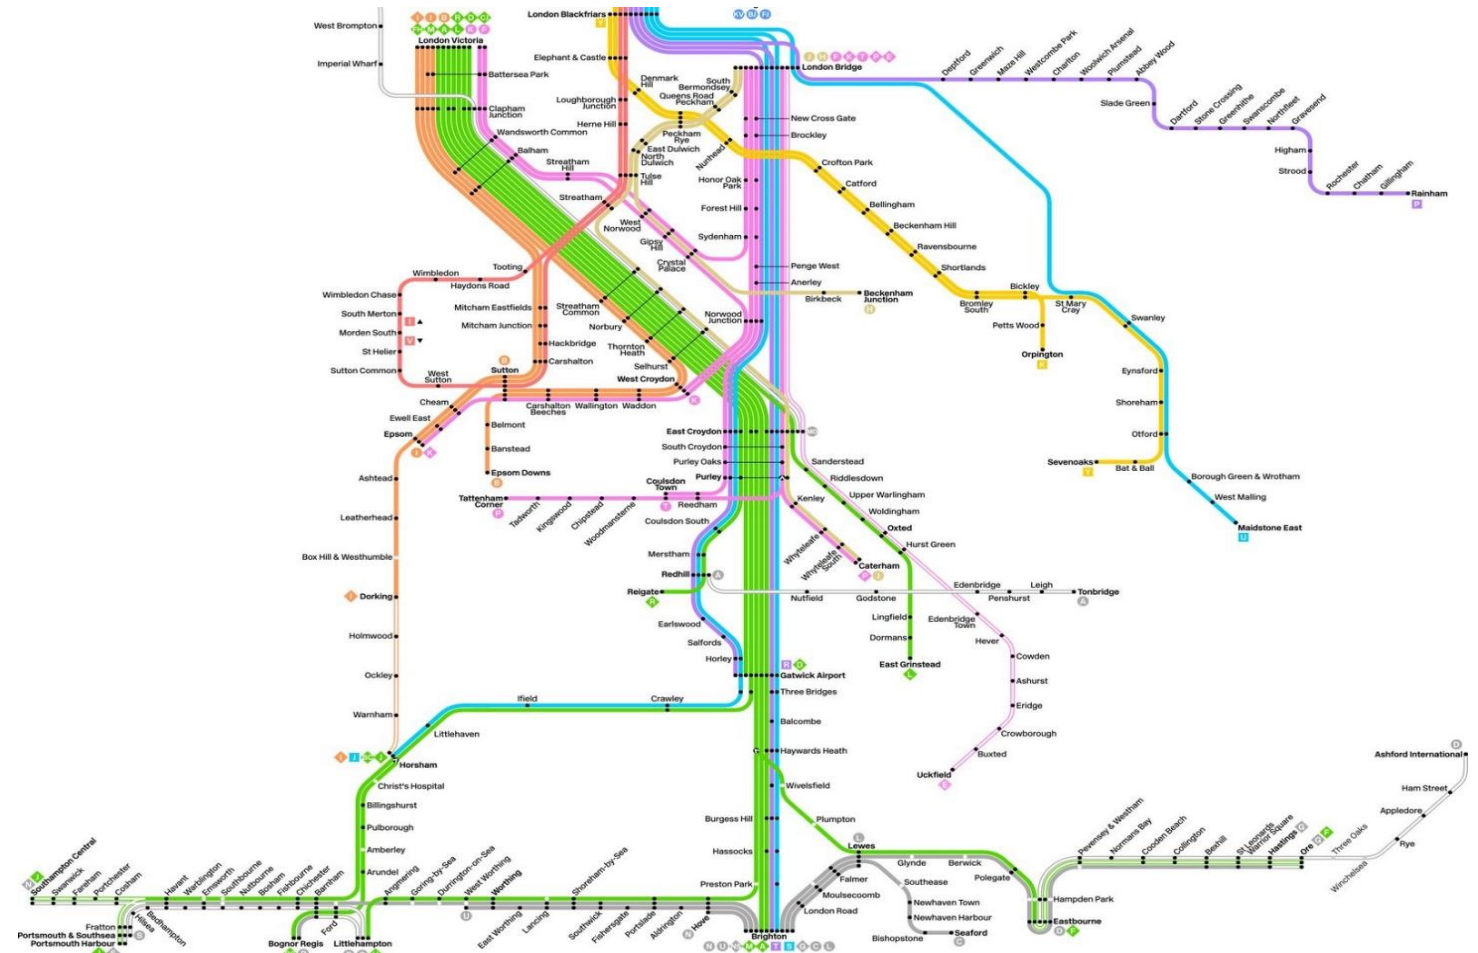 London Victoria
West Brompton
Imperial Wharf
Battersea Park
Clapham
Junction
Wandsworth Common
Balham
Streatham
Hill
London Blackfriars
Elephant & Castle
Loughborough
Junction
Herne Hill
Denmark
Hill
South
Bermondsey
Queens Road
Peckham
Peckham
Rye
East Dulwich
North
Dulwich
Tulse
Hill
Nunhead
London Bridge
New Cross Gate
Brockley
Honor Oak
Park
Forest Hill
Sydenham
Penge West
Anerley
Birkbeck
Beckenham
Junction
Norwood
Junction
Streatham
West
Norwood
Gipsy
Hill
Crystal
Palace
Deptford
Greenwich
Maze Hill
Westcombe Park
Charlton
Woolwich Arsenal
Plumstead
Abbey Wood
Slade Green
Dartford
Stone Crossing
Greenhithe
Swanscombe
Northfleet
Gravesend
Higham
Strood
Rochester
Chatham
Gillingham
Rainham
Crofton Park
Catford
Bellingham
Beckenham Hill
Ravensbourne
Shortlands
Bromley
South
Bickley
St Mary
Cray
Petts Wood
Orpington
Swanley
Eynsford
Shoreham
Otford
Bat & Ball
Sevenoaks
Borough Green & Wrotham
West Malling
Maidstone East
Tooting
Haydons Road
Wimbledon
Wimbledon Chase
South Merton
Morden South
St Helier
Sutton Common
West
Sutton
Mitcham Eastfields
Mitcham Junction
Hackbridge
Carshalton
Sutton
Streatham
Common
Norbury
Thornton
Heath
Selhurst
West Croydon
Waddon
Wallington
Carshalton
Beeches
Cheam
Ewell East
Epsom
Belmont
Banstead
Epsom Downs
Ashtead
Leatherhead
Box Hill & Westhumble
Dorking
Holmwood
Ockley
Warnham
Horsham
East Croydon
South Croydon
Purley Oaks
Purley
Coulsdon
Town
Reedham
Tattenham
Corner
Tadworth
Kingswood
Chipstead
Woodmansterne
Coulsdon South
Merstham
Redhill
Reigate
Earlswood
Salfords
Horley
Gatwick Airport
Three Bridges
Balcombe
Haywards Heath
Wivelsfield
Burgess Hill
Hassocks
Preston Park
Brighton
Sanderstead
Riddlesdown
Upper Warlingham
Woldingham
Oxted
Hurst Green
Kenley
Whyteleafe
Whyteleafe
South
Caterham
Nutfield
Godstone
Edenbridge
Penshurst
Leigh
Tonbridge
Lingfield
Dormans
East Grinstead
Edenbridge
Town
Hever
Cowden
Ashurst
Eridge
Crowborough
Buxted
Uckfield
Crawley
Ifield
Littlehaven
Christ's Hospital
Billingshurst
Pulborough
Amberley
Arundel
Plumpton
Lewes
Glynde
Berwick
Polegate
Hampden Park
Eastbourne
Pevensey & Westham
Normans Bay
Cooden Beach
Collington
Bexhill
St Leonards
Warrior Square
Hastings
Ore
Three Oaks
Winchelsea
Rye
Appledore
Ham Street
Ashford International
Falmer
Moulsecoomb
London Road
Southease
Newhaven Town
Newhaven Harbour
Bishopstone
Seaford
Southampton Central
Swanwick
Fareham
Portchester
Cosham
Havant
Warblington
Emsworth
Southbourne
Nutbourne
Bosham
Fishbourne
Chichester
Barnham
Angmering
Goring-by-Sea
Durrington-on-Sea
West Worthing
Worthing
Shoreham-by-Sea
Fratton
Portsmouth & Southsea
Portsmouth Harbour
Hilsea
Bedhampton
Ford
Bognor Regis
Littlehampton
East Worthing
Lancing
Southwick
Fishersgate
Portslade
Aldrington
Hove